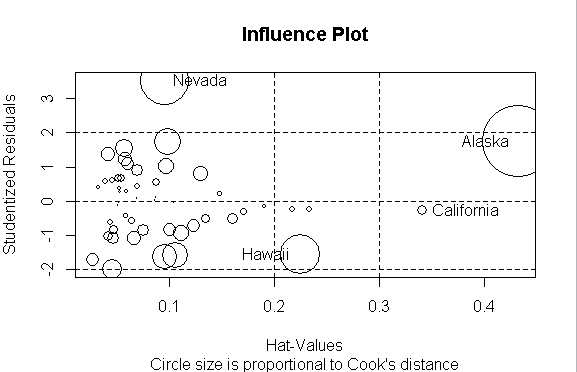 Influence Plot
Studentized Residuals
3
2
1
0
-1
-2
Nevada
Alaska
California
Hawaii
0.1 0.2 0.3 0.4
Hat-Values
Circle size is proportional to Cook's distance